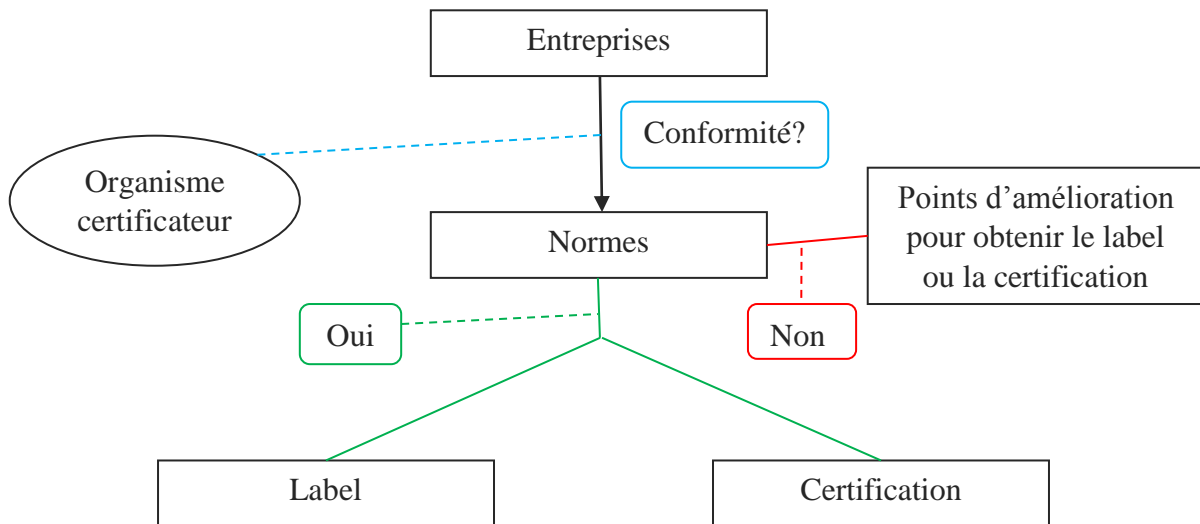 Entreprises
Conformité?
Organisme
certificateur
Normes
Points d’amélioration
pour obtenir le label
ou la certification
Oui
Non
Label
Certification